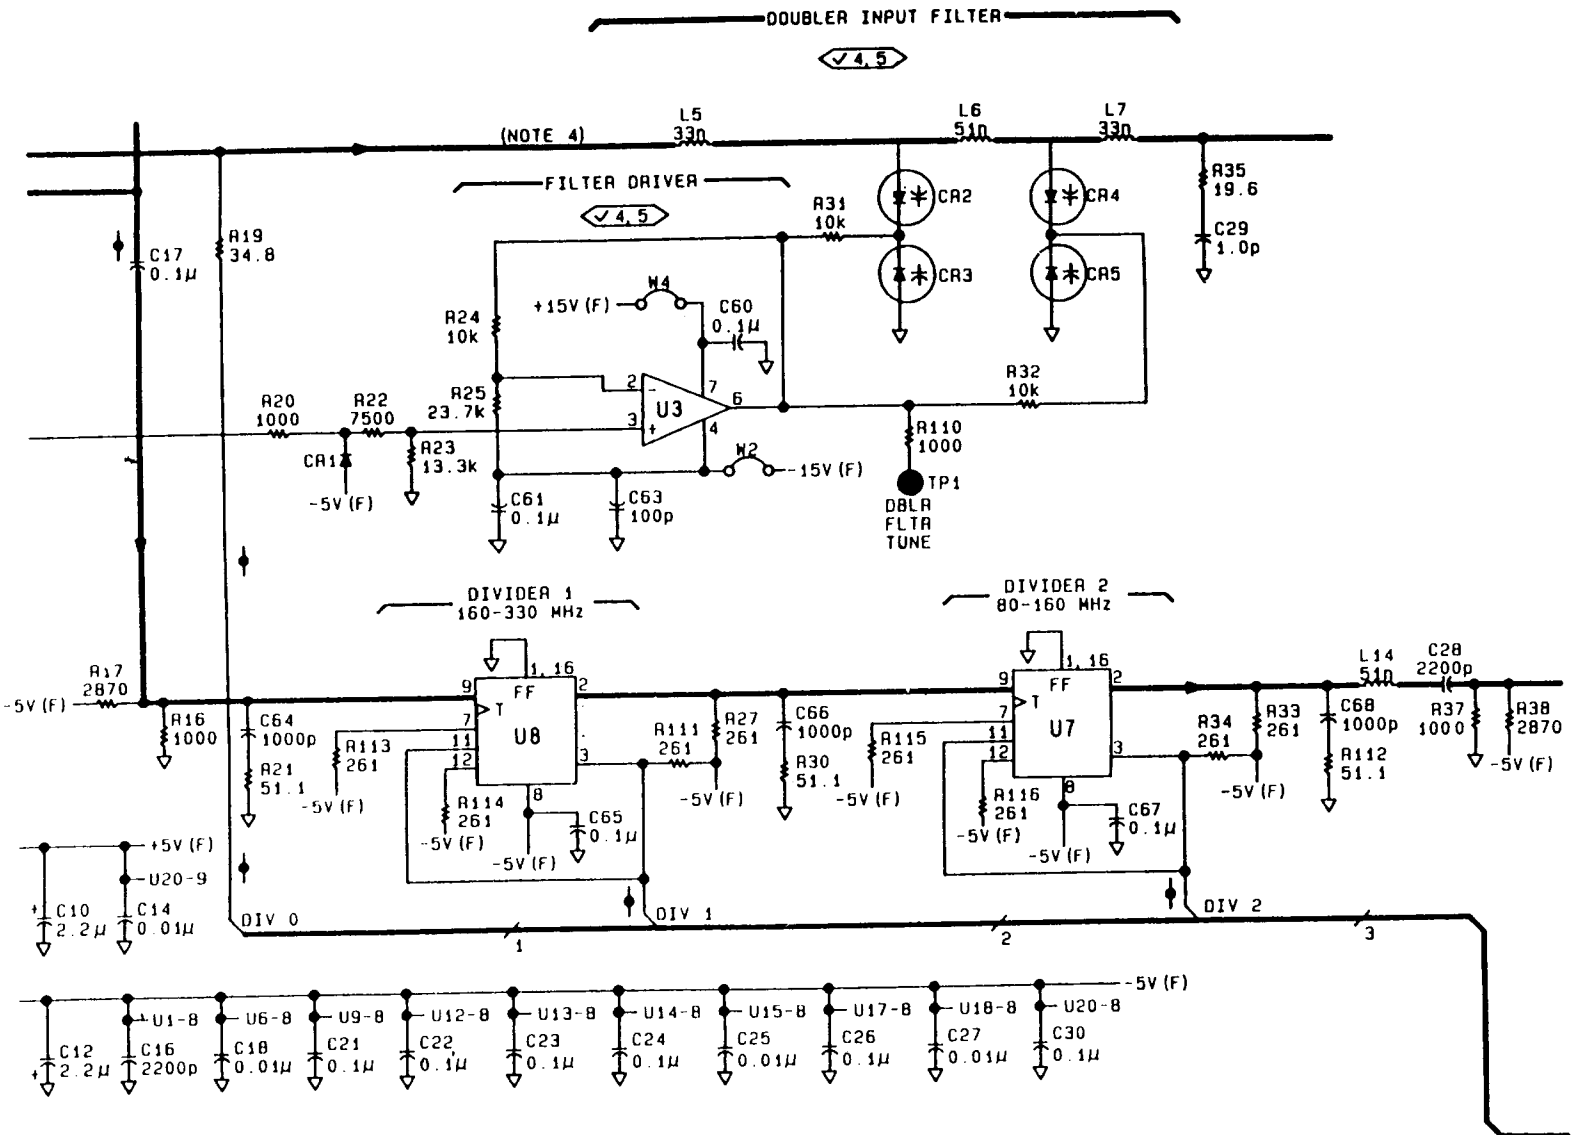 DOUBLER INPUT FILTER
✓ 4, 5
(NOTE 4)
L5
33n
L6
51n
L7
33n
FILTER DRIVER
✓ 4, 5
R31
10k
CR2
CR4
R35
19.6
C29
1.0p
CR3
CR5
C17
0.1µ
R19
34.8
W4
+15V(F)
C60
0.1µ
R24
10k
R25
23.7k
2
-
3
+
U3
7
6
4
R32
10k
R20
1000
R22
7500
R23
13.3k
CR1
-5V(F)
W2
-15V(F)
R110
1000
TP1
DBLR
FLTR
TUNE
C61
0.1µ
C63
100p
DIVIDER 1
160-330 MHz
DIVIDER 2
80-160 MHz
R17
2870
-5V(F)
R16
1000
C64
1000p
R21
51.1
R113
261
-5V(F)
R114
261
-5V(F)
1, 16
9
FF
2
T
7
11
12
U8
3
8
C65
0.1µ
-5V(F)
R111
261
R27
261
-5V(F)
C66
1000p
R30
51.1
R115
261
-5V(F)
R116
261
-5V(F)
1, 16
9
FF
2
T
7
11
12
U7
3
8
C67
0.1µ
-5V(F)
R34
261
R33
261
-5V(F)
C68
1000p
R112
51.1
L14
51n
C28
2200p
R37
1000
R38
2870
-5V(F)
+5V(F)
U20-9
+
C10
2.2µ
C14
0.01µ
DIV 0
1
DIV 1
2
DIV 2
3
-5V(F)
U1-8
U6-8
U9-8
U12-8
U13-8
U14-8
U15-8
U17-8
U18-8
U20-8
+
C12
2.2µ
C16
2200p
C18
0.01µ
C21
0.1µ
C22
0.1µ
C23
0.1µ
C24
0.1µ
C25
0.01µ
C26
0.1µ
C27
0.01µ
C30
0.1µ